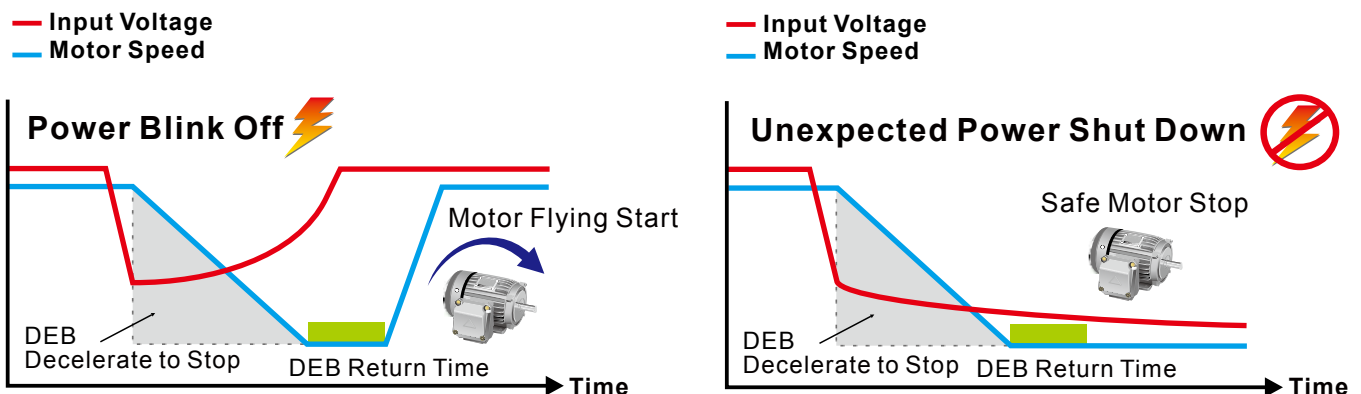 Input Voltage
Motor Speed
Power Blink Off
Motor Flying Start
DEB
Decelerate to Stop
DEB Return Time
Time
Input Voltage
Motor Speed
Unexpected Power Shut Down
Safe Motor Stop
DEB
Decelerate to Stop
DEB Return Time
Time